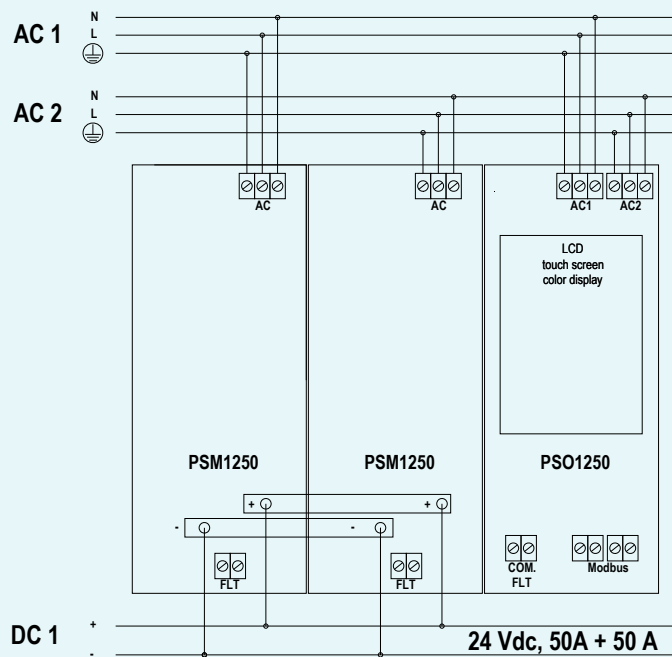 N
AC 1 L
N
AC 2 L
AC AC AC1 AC2
LCD
touch screen
color display
PSM1250 PSM1250 PSO1250
+ +
- -
FLT FLT COM. FLT Modbus
+
DC 1
24 Vdc, 50A + 50 A
-